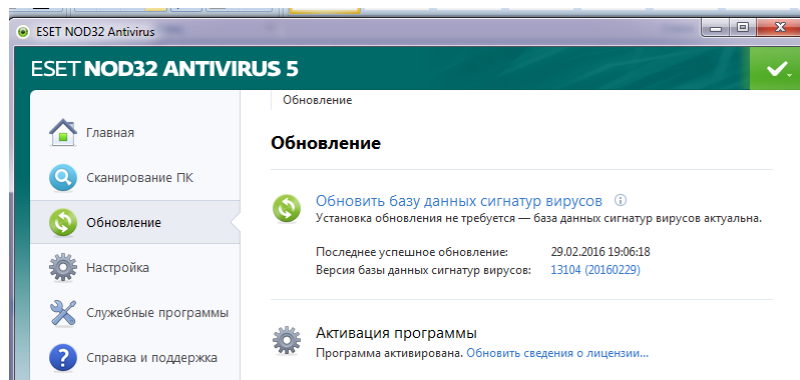 ESET NOD32 Antivirus
ESET NOD32 ANTIVIRUS 5
Обновление
Главная
Сканирование ПК
Обновление
Настройка
Служебные программы
Справка и поддержка
Обновление
Обновить базу данных сигнатур вирусов
Установка обновления не требуется — база данных сигнатур вирусов актуальна.
Последнее успешное обновление: 29.02.2016 19:06:18
Версия базы данных сигнатур вирусов: 13104 (20160229)
Активация программы
Программа активирована. Обновить сведения о лицензии...